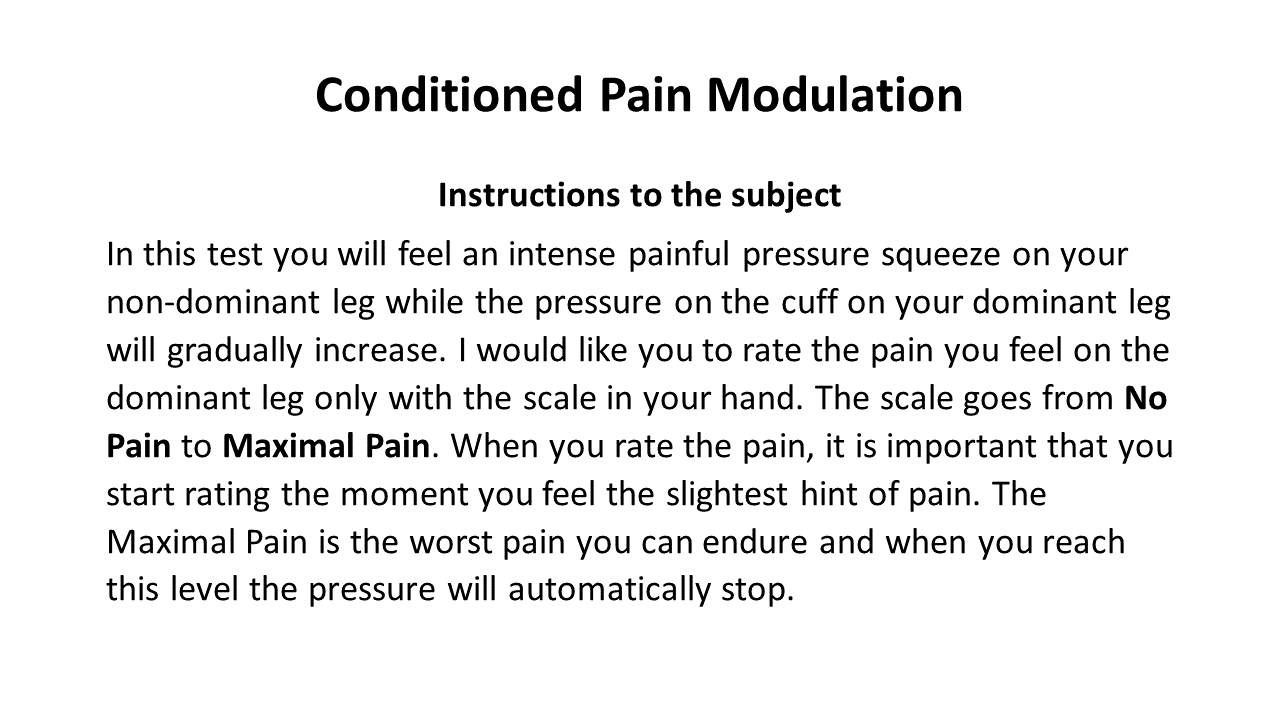 Conditioned Pain Modulation
Instructions to the subject
In this test you will feel an intense painful pressure squeeze on your
non-dominant leg while the pressure on the cuff on your dominant leg
will gradually increase. I would like you to rate the pain you feel on the
dominant leg only with the scale in your hand. The scale goes from No
Pain to Maximal Pain. When you rate the pain, it is important that you
start rating the moment you feel the slightest hint of pain. The
Maximal Pain is the worst pain you can endure and when you reach
this level the pressure will automatically stop.